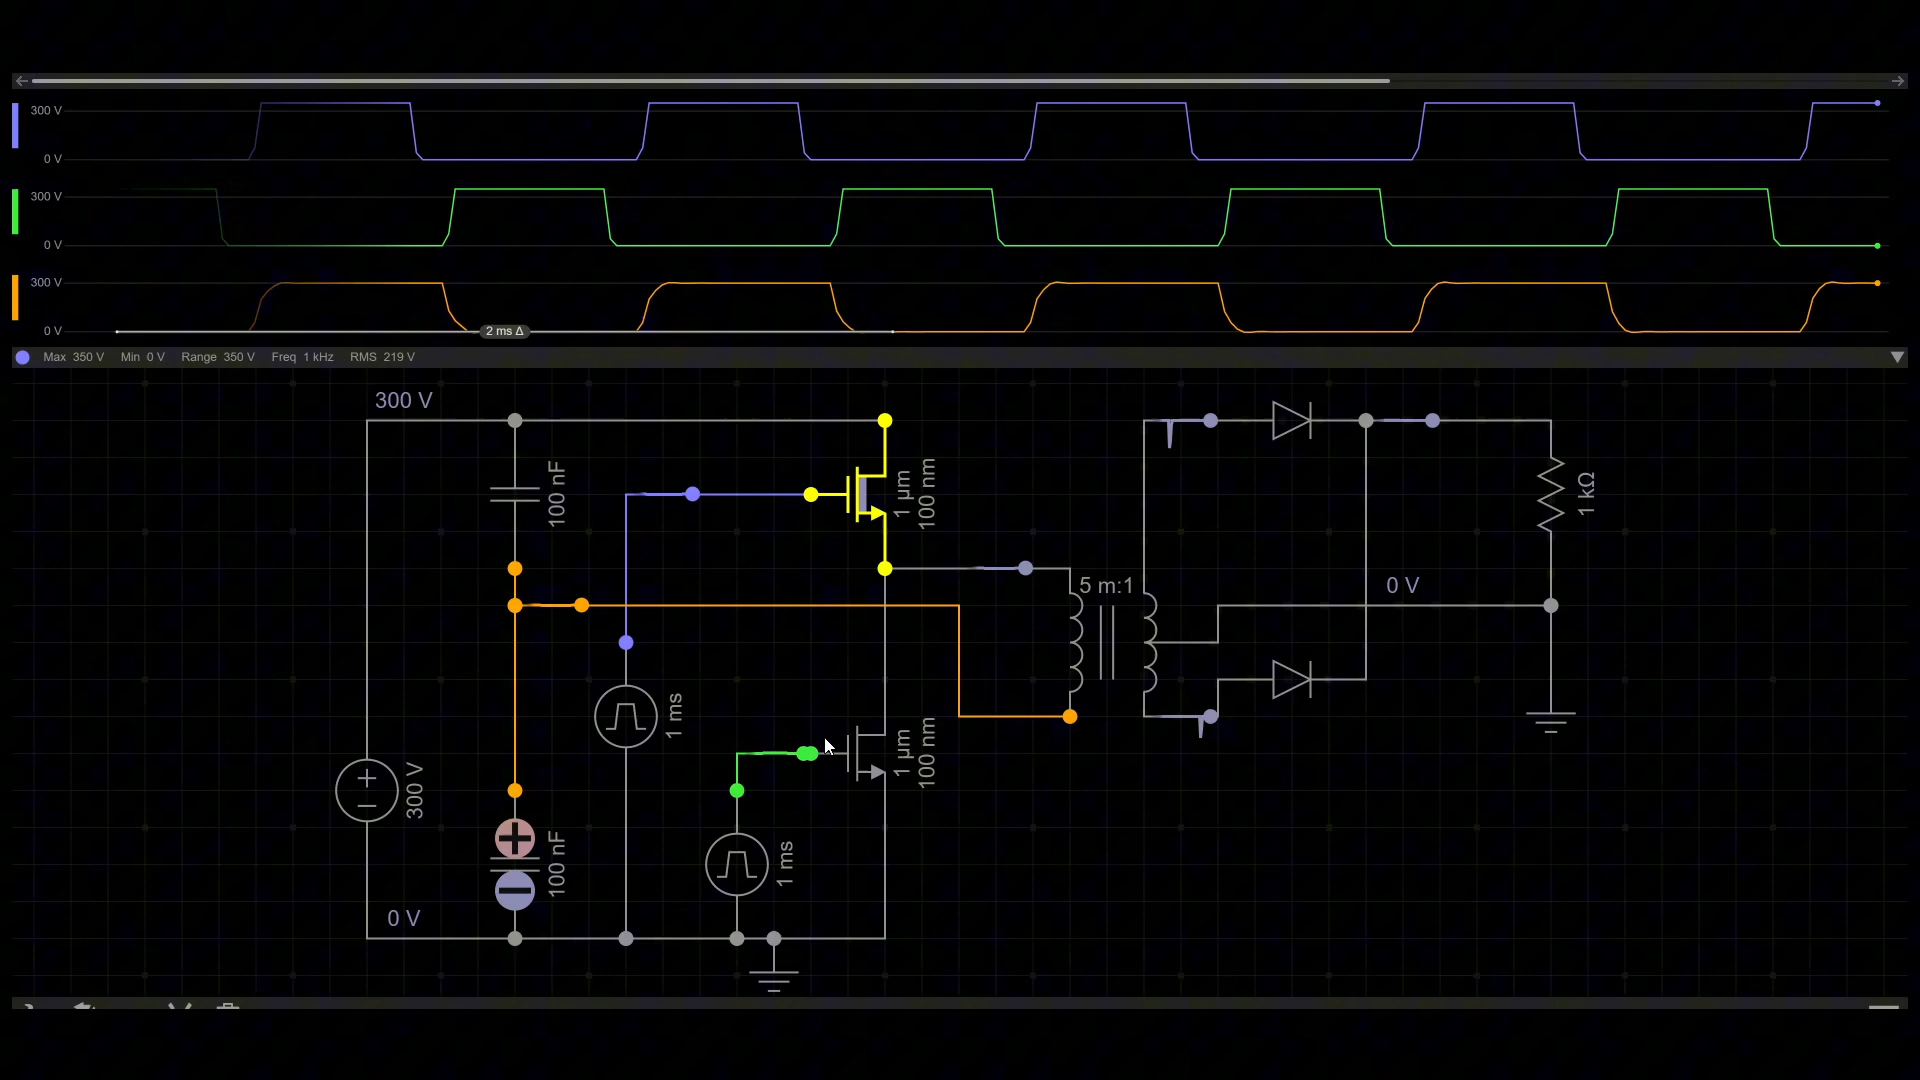 300 V
0 V
300 V
0 V
300 V
0 V
2 ms Δ
Max 350 V Min 0 V Range 350 V Freq 1 kHz RMS 219 V
300 V
100 nF
1 µm
100 nm
1 kΩ
5 m:1
0 V
1 ms
1 µm
100 nm
300 V
100 nF
1 ms
0 V